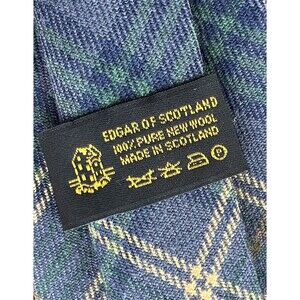 EDGAR OF SCOTLAND
100% PURE NEW WOOL
MADE IN SCOTLAND
P